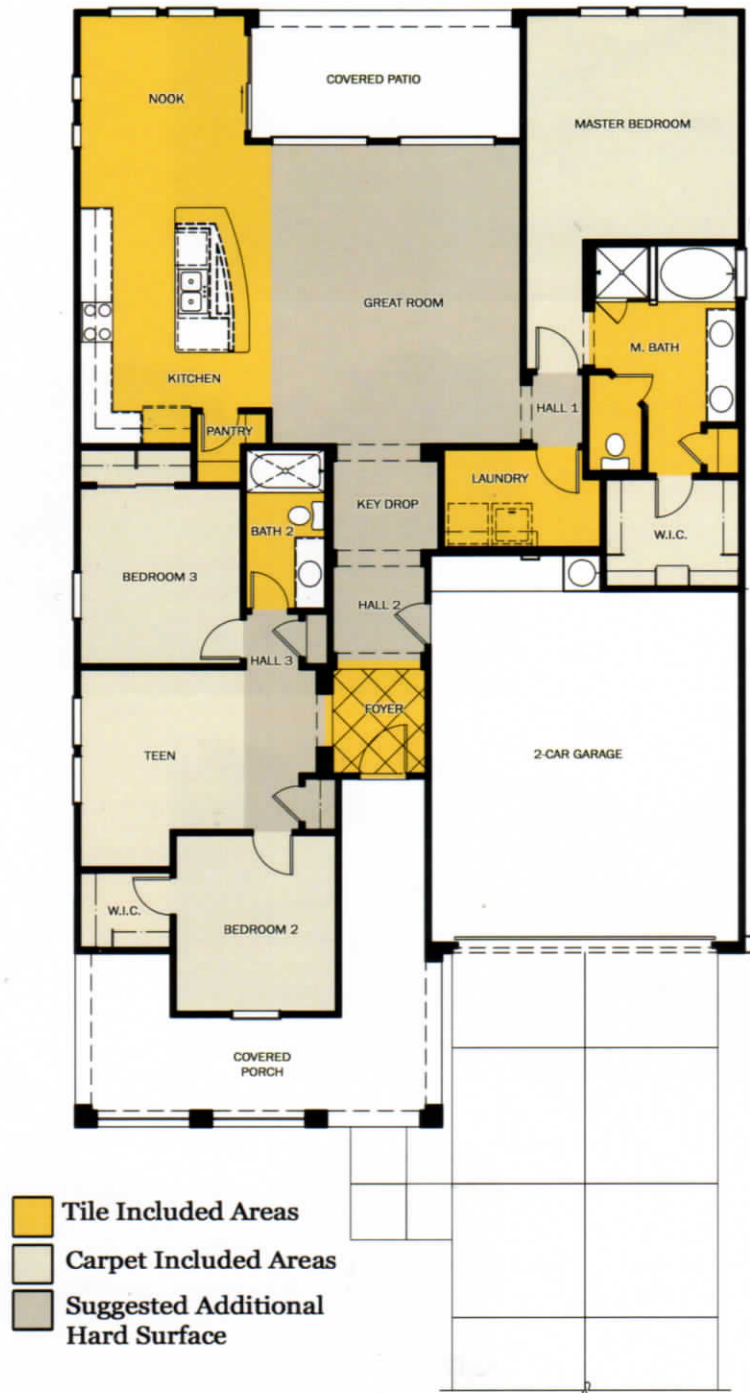 NOOK
COVERED PATIO
MASTER BEDROOM
GREAT ROOM
M. BATH
KITCHEN
HALL 1
PANTRY
LAUNDRY
KEY DROP
BATH 2
W.I.C.
BEDROOM 3
HALL 2
HALL 3
FOYER
TEEN
2-CAR GARAGE
W.I.C.
BEDROOM 2
COVERED
PORCH
Tile Included Areas
Carpet Included Areas
Suggested Additional
Hard Surface